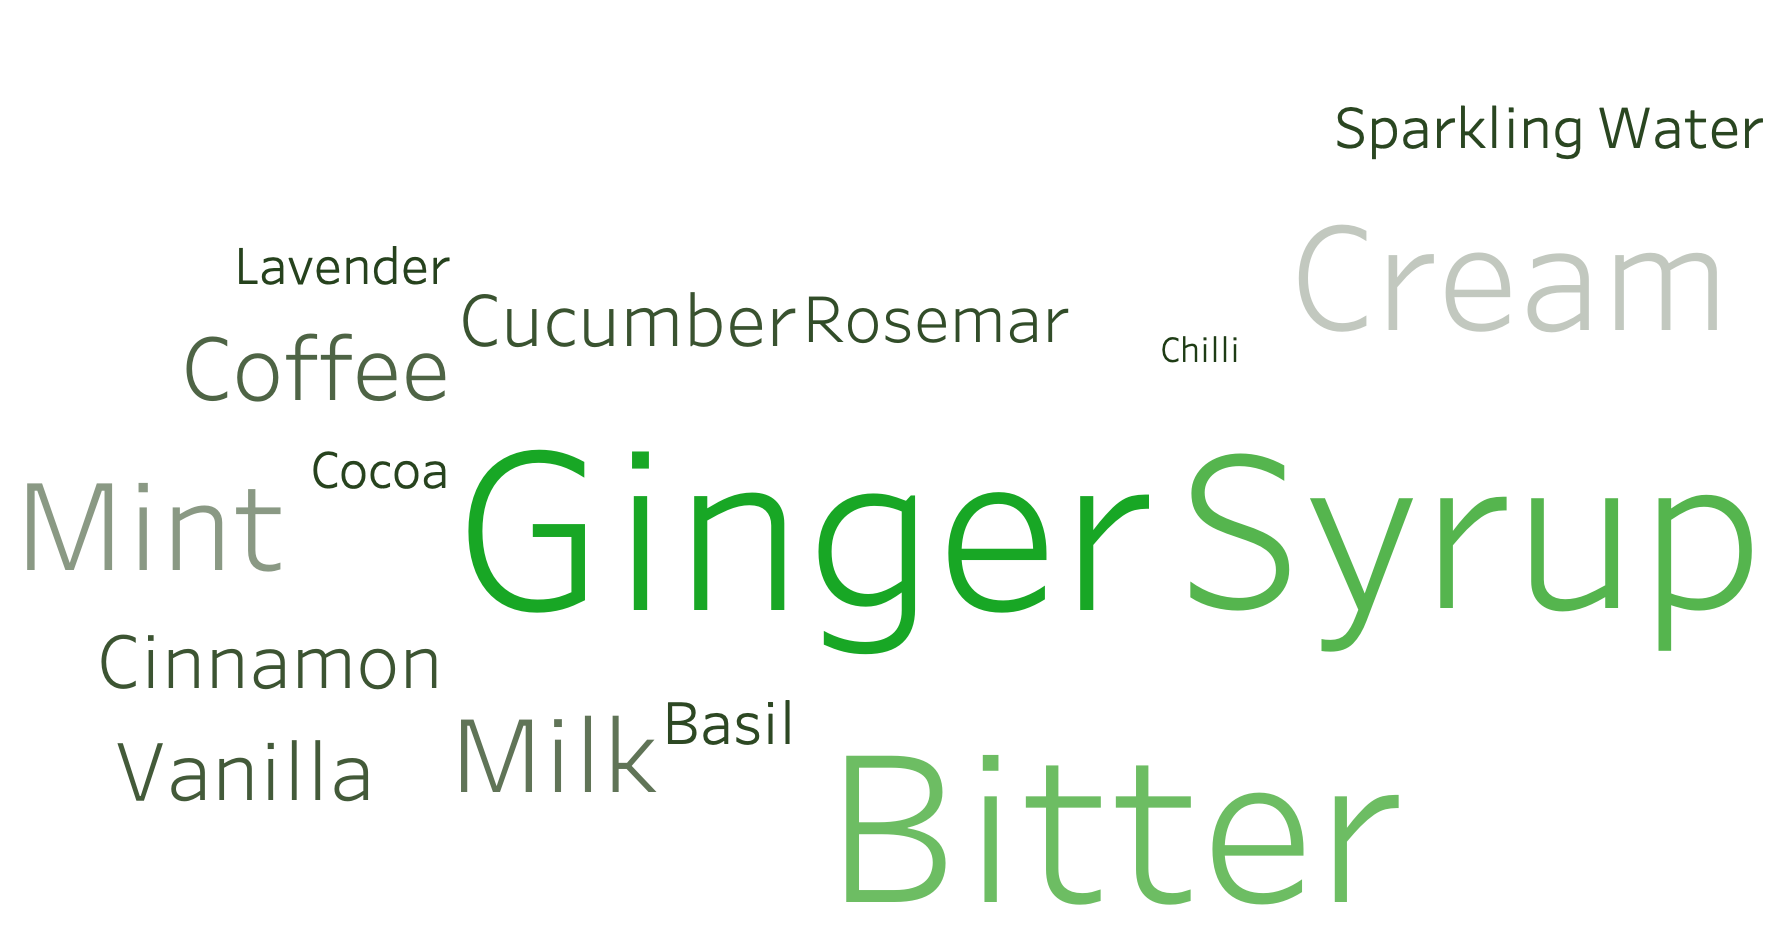 Sparkling Water
Cream
Lavender
Cucumber
Rosemar
Chilli
Coffee
Cocoa
Mint
Ginger
Syrup
Cinnamon
Milk
Basil
Vanilla
Bitter